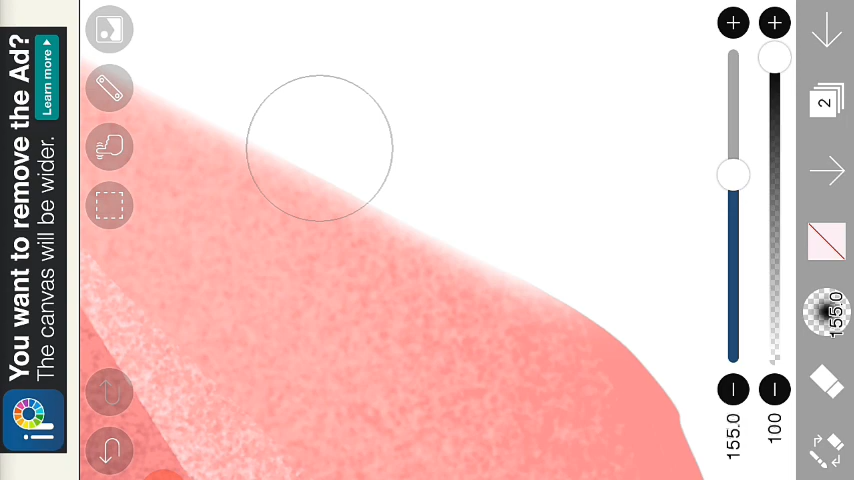 You want to remove the Ad?
Learn more
The canvas will be wider.
iP
2
155.0
155.0
100